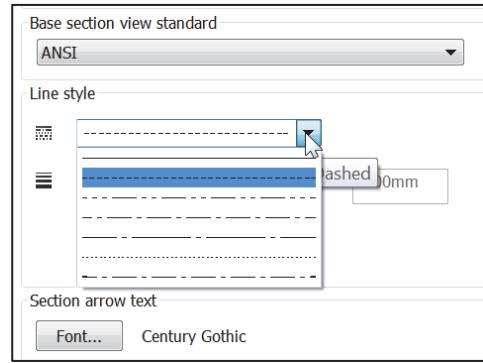 Base section view standard
ANSI
Line style
ashed
00mm
Section arrow text
Font... Century Gothic